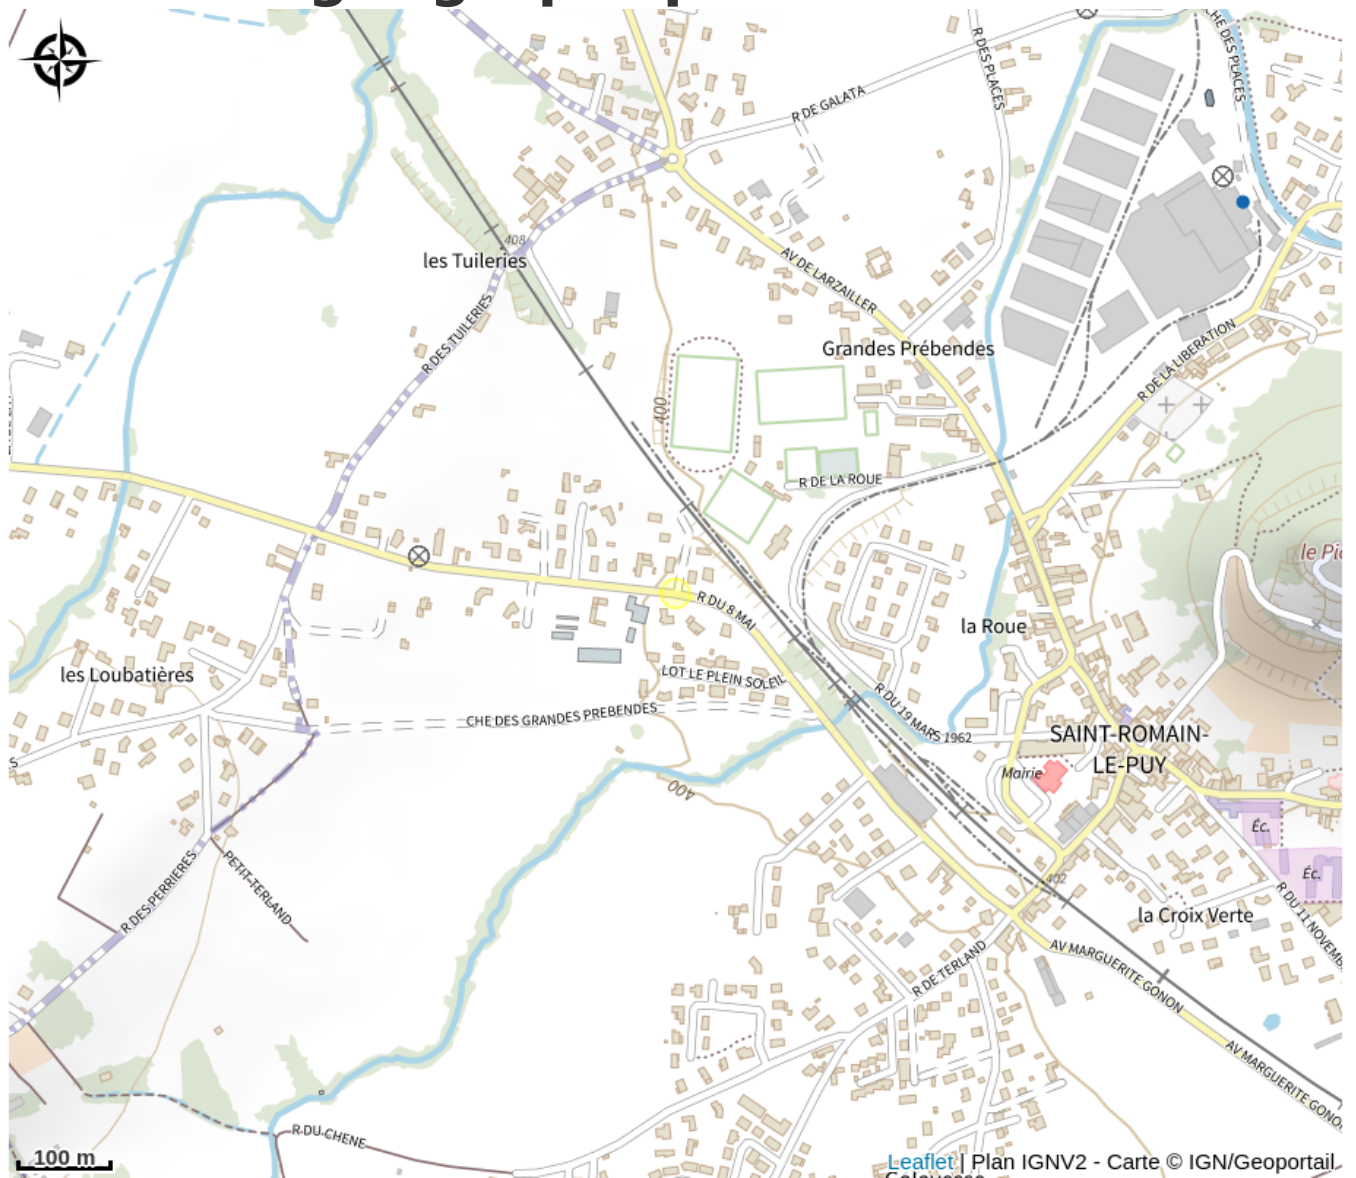 CHE DES PLACES
R DES PLACES
R DE GALATA
408
les Tuileries
AV DE LARZAILLER
R DES TUILERIES
Grandes Prébendes
R DE LA LIBERATION
400
R DE LA ROUE
le Pic
R DU 8 MAI
la Roue
les Loubatières
LOT LE PLEIN SOLEIL
R DU 19 MARS 1962
CHE DES GRANDES PREBENDES
SAINT-ROMAIN-
LE-PUY
S
Mairie
400
Éc.
Éc.
PETIT-TERLAND
R DES PERRIERES
402
la Croix Verte
R DU 11 NOVEMB
R DE TERLAND
AV MARGUERITE GONON
AV MARGUERITE GONO
R DU CHENE
100 m
Leaflet | Plan IGNV2 - Carte © IGN/Geoportail